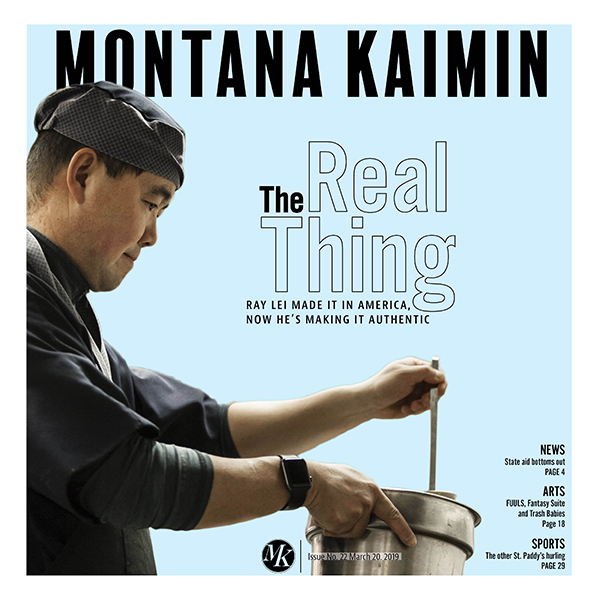 MONTANA KAIMIN
The Real
Thing
RAY LEI MADE IT IN AMERICA,
NOW HE'S MAKING IT AUTHENTIC
NEWS
State aid bottoms out
PAGE 4
ARTS
FUULS, Fantasy Suite
and Trash Babies
Page 18
SPORTS
The other St. Paddy's hurling
PAGE 29
MK
Issue No. 22 March 20, 2019